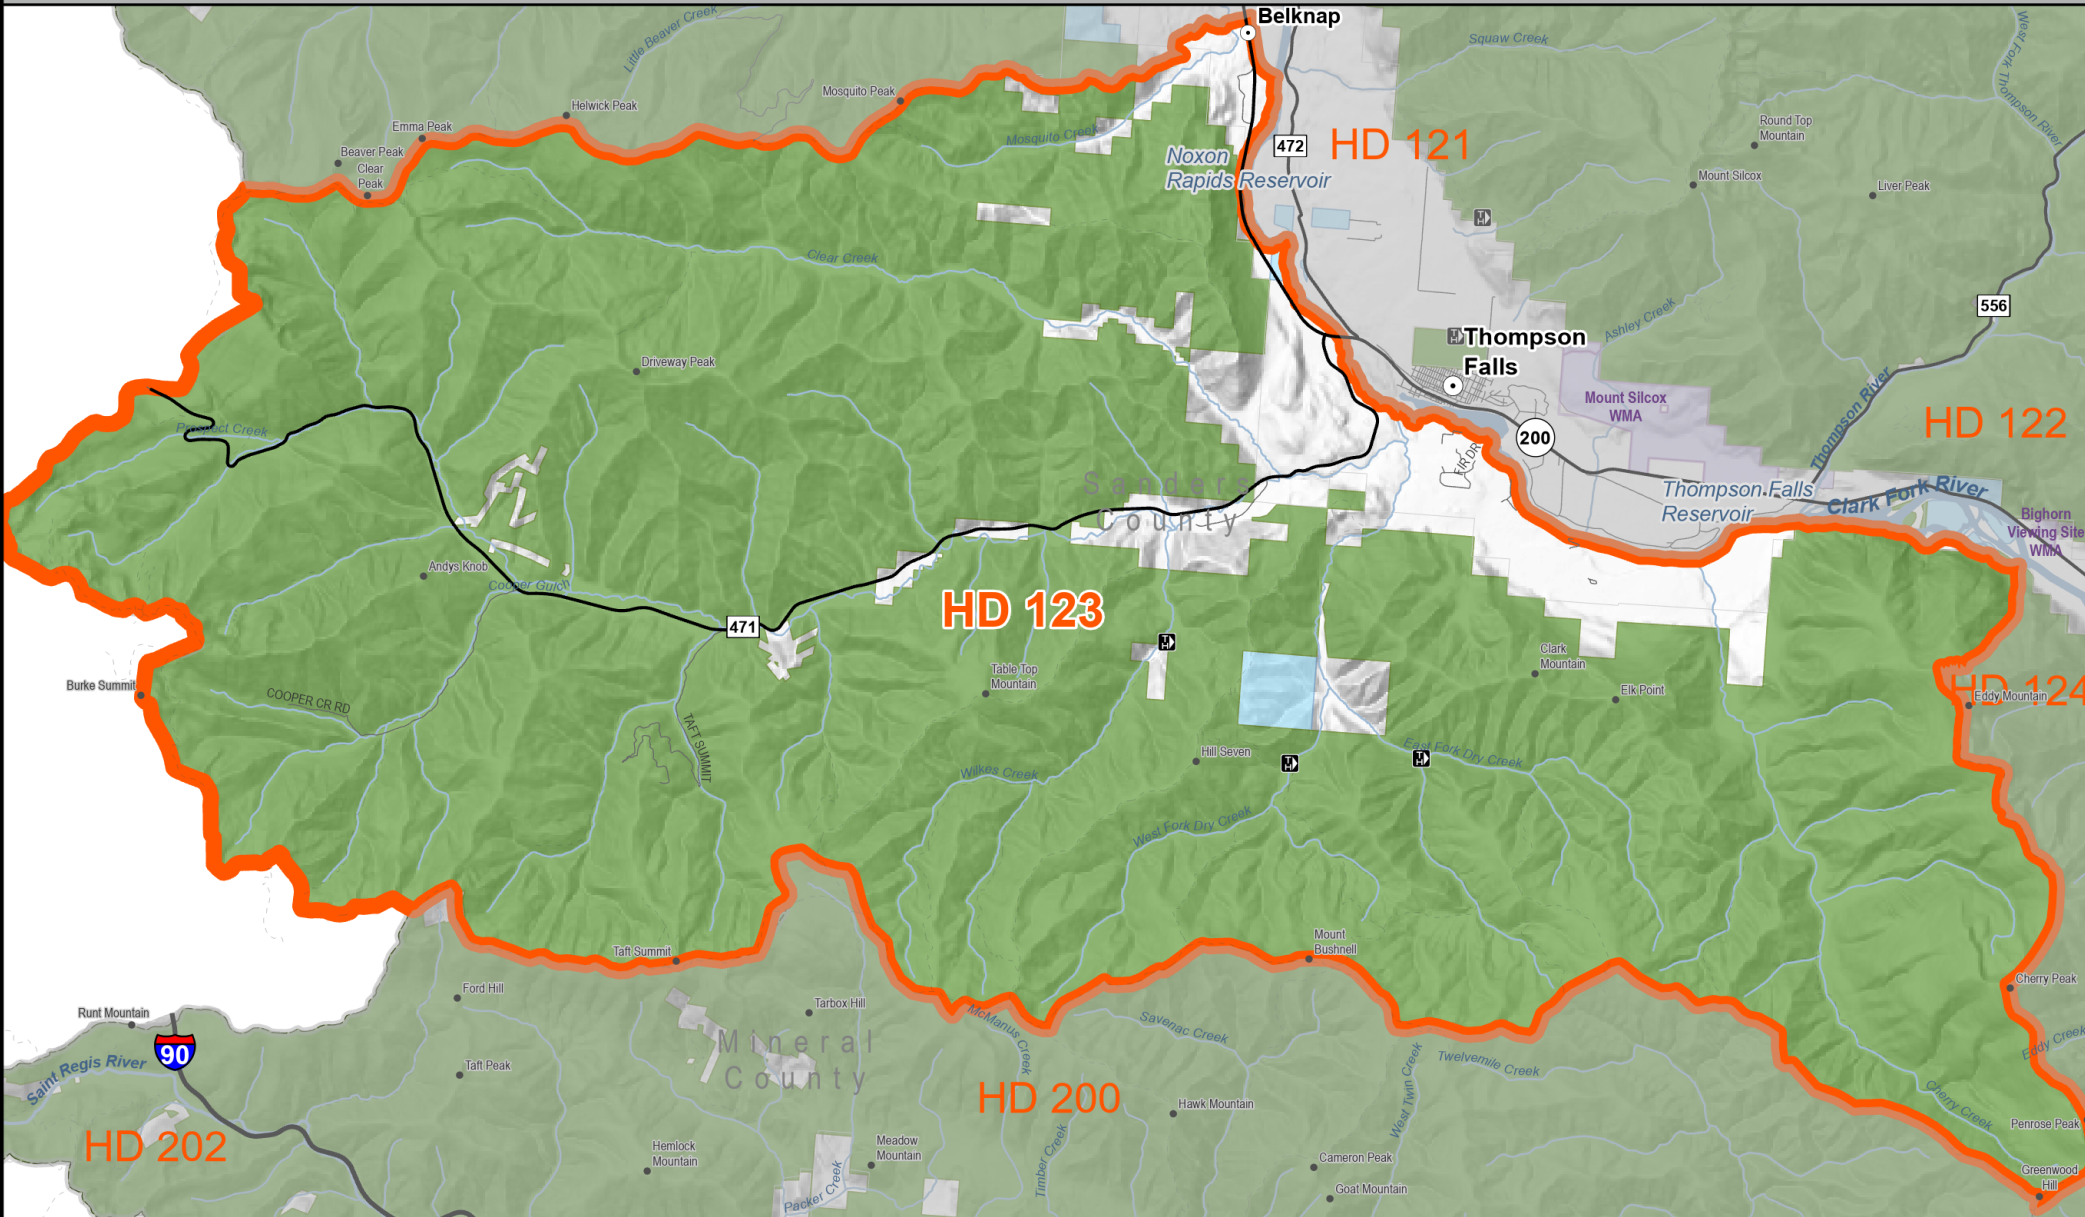 Belknap
Little Beaver Creek
Squaw Creek
West Fork Thompson River
Mosquito Peak
Helwick Peak
Emma Peak
Beaver Peak
Clear
Peak
Mosquito Creek
Noxon
Rapids Reservoir
472
HD 121
Round Top
Mountain
Mount Silcox
Liver Peak
TH
Clear Creek
556
Ashley Creek
TH
Thompson
Falls
Driveway Peak
Mount Silcox
WMA
Thompson River
HD 122
Prospect Creek
200
FIR DR
Sanders
County
Thompson Falls
Reservoir
Clark Fork River
Bighorn
Viewing Site
WMA
Andys Knob
Cooper Gulch
HD 123
471
TH
Clark
Mountain
Table Top
Mountain
Elk Point
HD 124
Eddy Mountain
Burke Summit
COOPER CR RD
TAFT SUMMIT
Hill Seven
TH
TH
East Fork Dry Creek
Wilkes Creek
West Fork Dry Creek
Mount
Bushnell
Taft Summit
Cherry Peak
Ford Hill
Tarbox Hill
Runt Mountain
McManus Creek
Savenac Creek
Mineral
County
90
Saint Regis River
Taft Peak
West Twin Creek
Twelvemile Creek
Eddy Creek
Cherry Creek
HD 200
Hawk Mountain
Penrose Peak
HD 202
Hemlock
Mountain
Meadow
Mountain
Packer Creek
Timber Creek
Cameron Peak
Goat Mountain
Greenwood
Hill